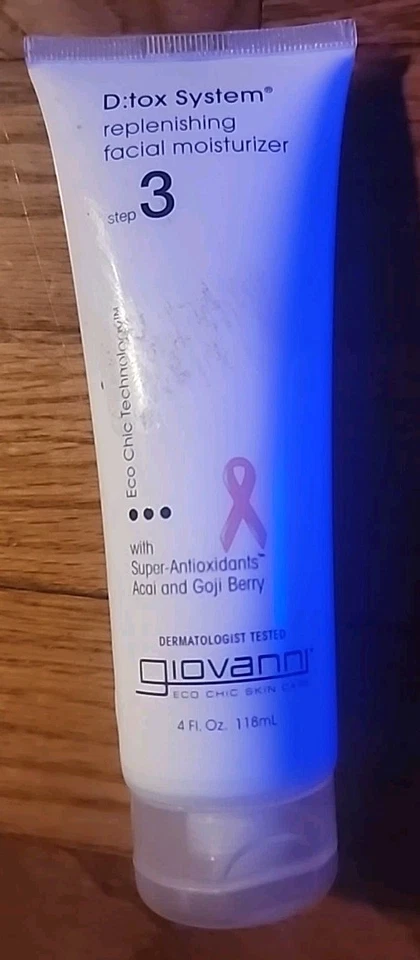 D:tox System®
replenishing
facial moisturizer
step 3
Eco Chic Technology™
with
Super-Antioxidants™
Acai and Goji Berry
DERMATOLOGIST TESTED
giovanni®
ECO CHIC SKIN CARE
4 Fl. Oz. 118mL